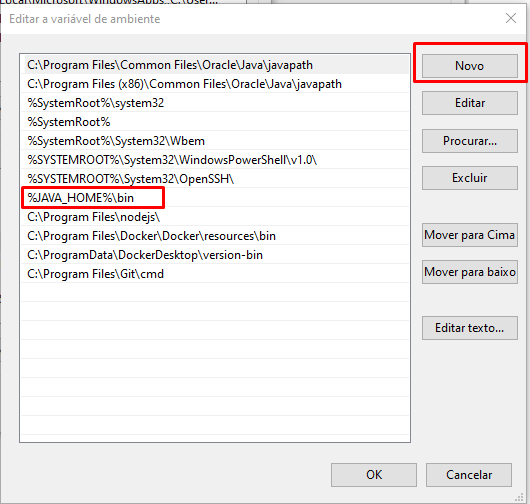 Editar a variável de ambiente
C:\Program Files\Common Files\Oracle\Java\javapath
C:\Program Files (x86)\Common Files\Oracle\Java\javapath
%SystemRoot%\system32
%SystemRoot%
%SystemRoot%\System32\Wbem
%SYSTEMROOT%\System32\WindowsPowerShell\v1.0\
%SYSTEMROOT%\System32\OpenSSH\
%JAVA_HOME%\bin
C:\Program Files\nodejs\
C:\Program Files\Docker\Docker\resources\bin
C:\ProgramData\DockerDesktop\version-bin
C:\Program Files\Git\cmd
Novo
Editar
Procurar...
Excluir
Mover para Cima
Mover para baixo
Editar texto...
OK
Cancelar